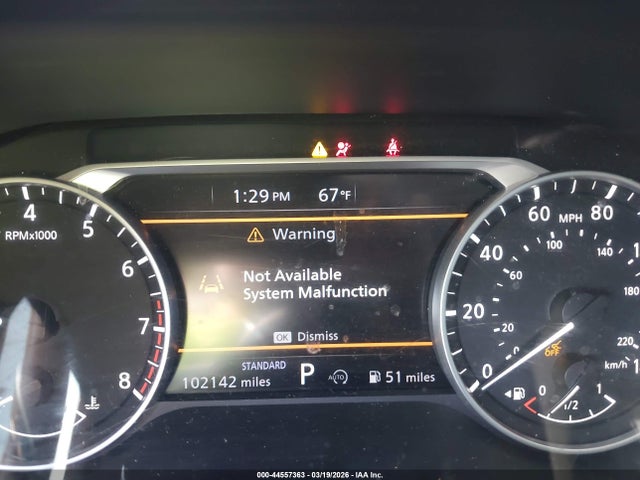 1:29 PM 67°F
Warning
Not Available
System Malfunction
OK Dismiss
STANDARD
102142 miles P AUTO 51 miles
4 5 6 7 8
RPMx1000
0 20 40 60 80
MPH
0 20 60 100 140 180 220
km/h
OFF
0 1/2 1
000-44557363 - 03/19/2026 - IAA Inc.